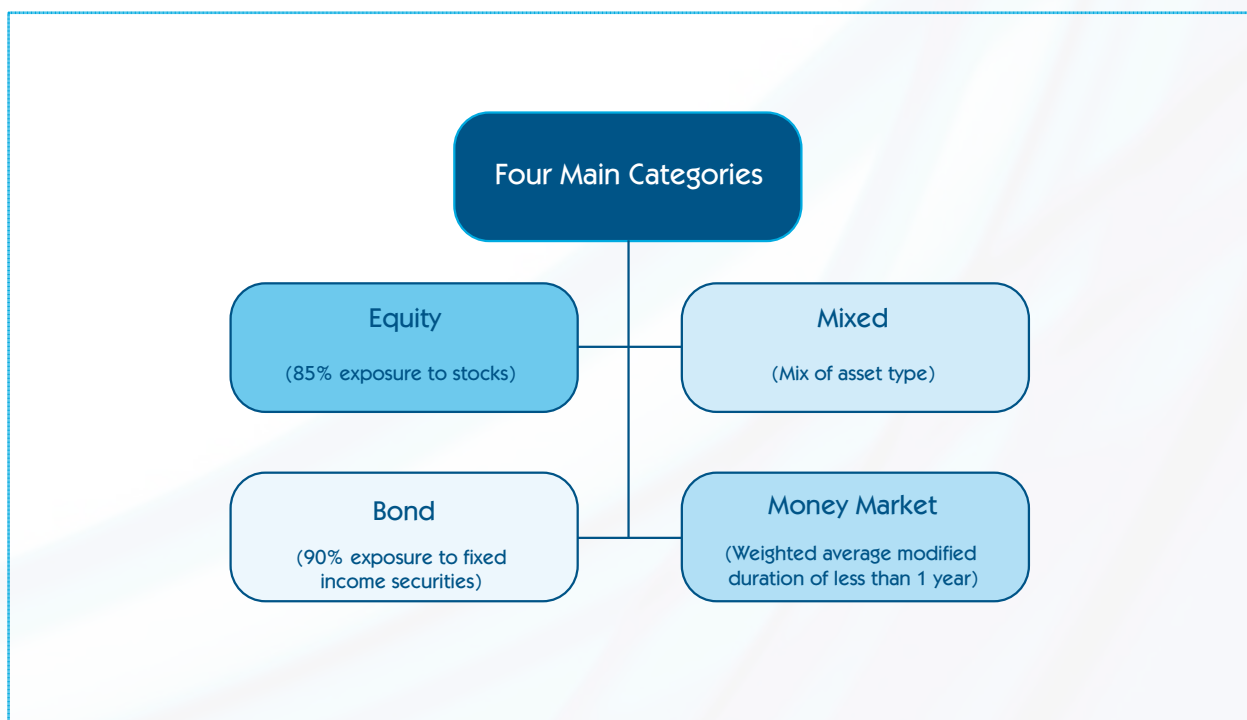 Four Main Categories
Equity
(85% exposure to stocks)
Mixed
(Mix of asset type)
Bond
(90% exposure to fixed
income securities)
Money Market
(Weighted average modified
duration of less than 1 year)